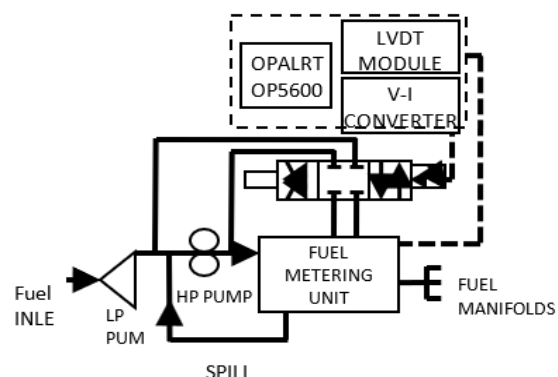 LVDT
MODULE
OPALRT
OP5600
V-I
CONVERTER
FUEL
METERING
UNIT
Fuel
INLE
LP
PUM
HP PUMP
FUEL
MANIFOLDS
SPILL